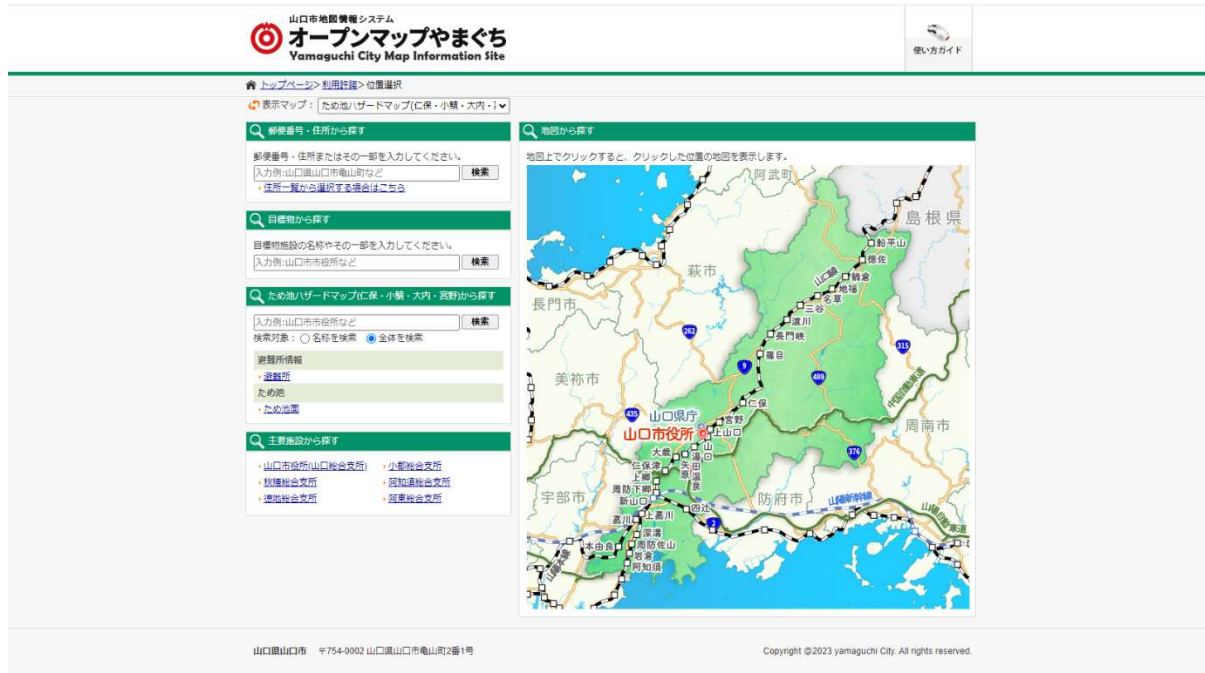 山口市地図情報システム
オープンマップやまぐち
Yamaguchi City Map Information Site
使い方ガイド
トップページ>利用許諾>位置選択
表示マップ： ため池ハザードマップ(仁保・小鯖・大内・
郵便番号・住所から探す
郵便番号・住所またはその一部を入力してください。
入力例:山口県山口市亀山町など 検索
住所一覧から選択する場合はこちら
目標物から探す
目標物施設の名称やその一部を入力してください。
入力例:山口市市役所など 検索
ため池ハザードマップ(仁保・小鯖・大内・宮野)から探す
入力例:山口市市役所など 検索
検索対象： 名称を検索 全体を検索
避難所情報
避難所
ため池
ため池図
主要施設から探す
山口市役所(山口総合支所) 小郡総合支所
秋穂総合支所 阿知須総合支所
徳地総合支所 阿東総合支所
地図から探す
地図上でクリックすると、クリックした位置の地図を表示します。
阿武町
島根県
船平山
徳佐
萩市
山口線
鍋倉
地福
名草
長門市
三谷
渡川
262
長門峡
315
篠目
9
美祢市
489
中国自動車道
仁保
435
山口県庁
宮野
周南市
山口市役所
上山口
山口
376
大歳
湯田温泉
仁保津
矢原
上郷
周防下郷
宇部市
防府市
山陽新幹線
新山口
四辻
山陽自動車道
嘉川
上嘉川
2
深溝
本由良
周防佐山
岩倉
山陽本線
阿知須
山口県山口市 〒754-0002 山口県山口市亀山町2番1号
Copyright @2023 yamaguchi City. All rights reserved.